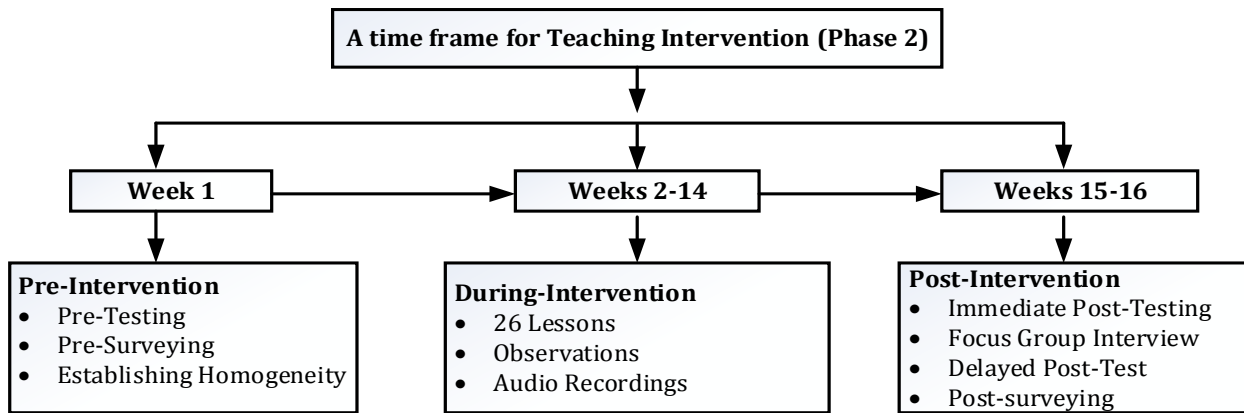 A time frame for Teaching Intervention (Phase 2)
Week 1
Weeks 2-14
Weeks 15-16
Pre-Intervention
• Pre-Testing
• Pre-Surveying
• Establishing Homogeneity
During-Intervention
• 26 Lessons
• Observations
• Audio Recordings
Post-Intervention
• Immediate Post-Testing
• Focus Group Interview
• Delayed Post-Test
• Post-surveying